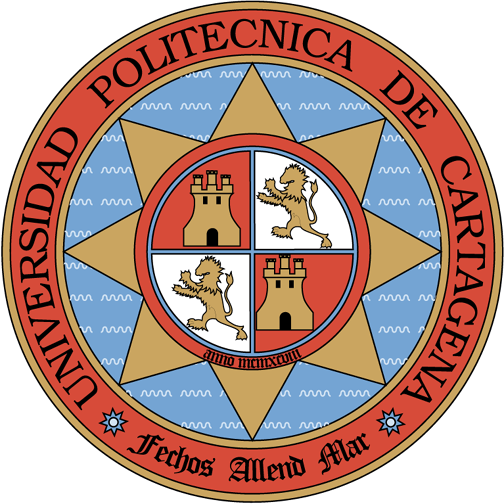 UNIVERSIDAD POLITECNICA DE CARTAGENA
anno mcmxcviii
Fechos Allend Mar